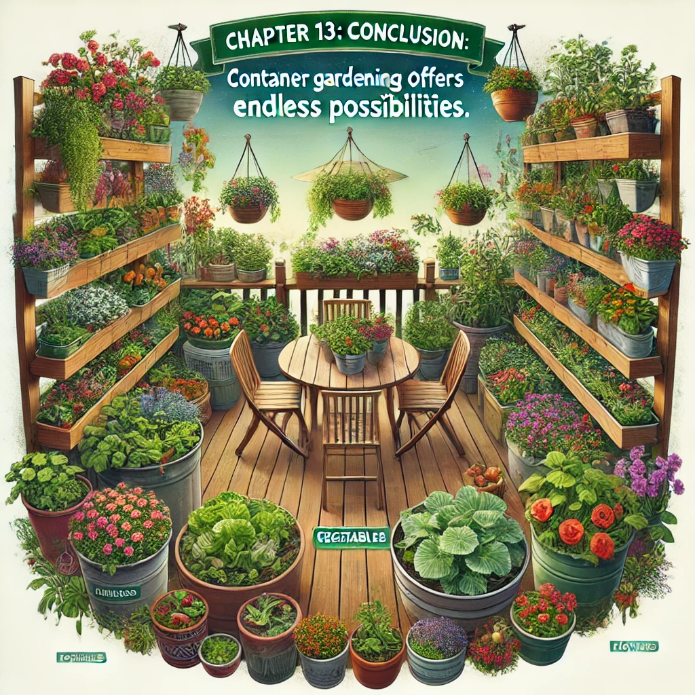 CHAPTER 13: CONCLUSION:
Contaner gardening offers
endless possibilities.